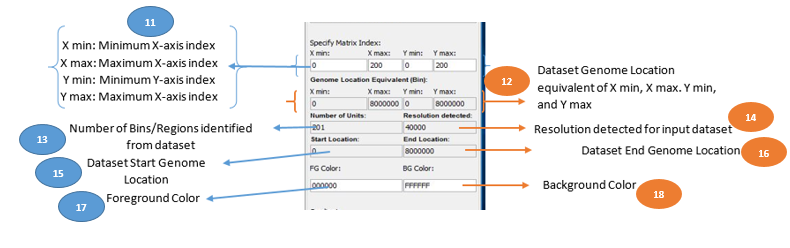 11
X min: Minimum X-axis index
X max: Maximum X-axis index
Y min: Minimum Y-axis index
Y max: Maximum X-axis index
Specify Matrix Index:
X min: X max: Y min: Y max:
0 200 0 200
Genome Location Equivalent (Bin):
X min: X max: Y min: Y max:
0 8000000 0 8000000
Number of Units: Resolution detected:
201 40000
Start Location: End Location:
0 8000000
FG Color: BG Color:
000000 FFFFFF
12
Dataset Genome Location
equivalent of X min, X max. Y min,
and Y max
13
Number of Bins/Regions identified
from dataset
14
Resolution detected for input dataset
15
Dataset Start Genome
Location
Dataset End Genome Location
16
17
Foreground Color
Background Color
18